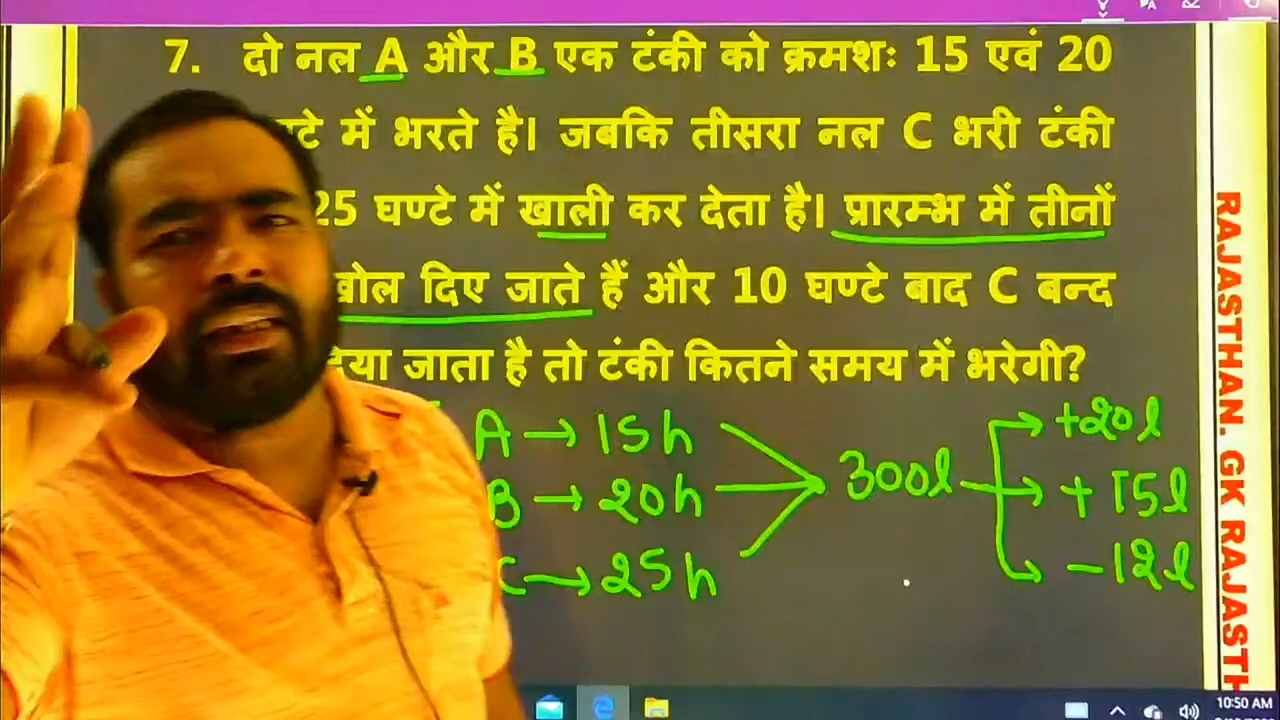 7. दो नल A और B एक टंकी को क्रमशः 15 एवं 20
में भरते है। जबकि तीसरा नल C भरी टंकी
25 घण्टे में खाली कर देता है। प्रारम्भ में तीनों
खोल दिए जाते हैं और 10 घण्टे बाद C बन्द
जाता है तो टंकी कितने समय में भरेगी?
A → 15h
B → 20h
C → 25h
300l
+20l
+ 15l
-12l
RAJASTHAN. GK RAJASTH
10:50 AM